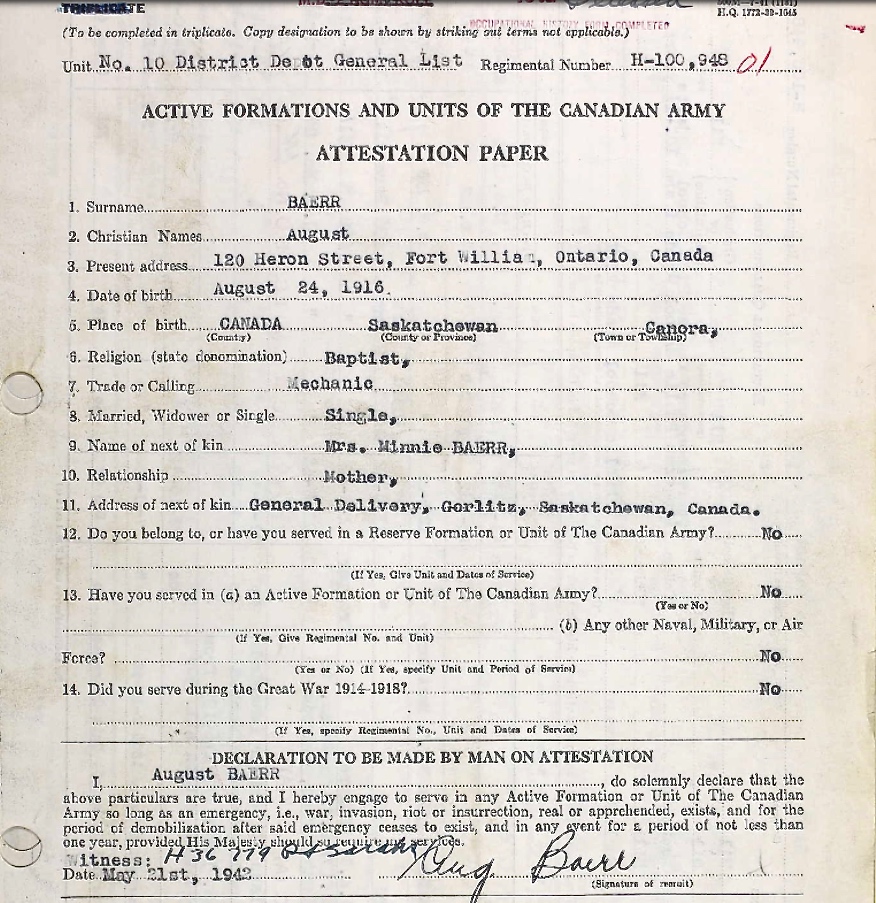 TRIPLICATE
H.Q. 1772-39-1645
OCCUPATIONAL HISTORY FORM COMPLETED
(To be completed in triplicate. Copy designation to be shown by striking out terms not applicable.)
Unit No. 10 District Depot General List Regimental Number H-100,948 01
ACTIVE FORMATIONS AND UNITS OF THE CANADIAN ARMY
ATTESTATION PAPER
1. Surname BAERR
2. Christian Names August
3. Present address 120 Heron Street, Fort William, Ontario, Canada
4. Date of birth August 24, 1916.
5. Place of birth CANADA Saskatchewan Canora,
(County) (County or Province) (Town or Township)
6. Religion (state denomination) Baptist,
7. Trade or Calling Mechanic
8. Married, Widower or Single Single,
9. Name of next of kin Mrs. Minnie BAERR,
10. Relationship Mother,
11. Address of next of kin General Delivery, Gorlitz, Saskatchewan, Canada.
12. Do you belong to, or have you served in a Reserve Formation or Unit of The Canadian Army? No
(If Yes, Give Unit and Dates of Service)
13. Have you served in (a) an Active Formation or Unit of The Canadian Army? No
(Yes or No)
(b) Any other Naval, Military, or Air
(If Yes, Give Regimental No. and Unit)
Force? No
(Yes or No) (If Yes, specify Unit and Period of Service)
14. Did you serve during the Great War 1914-1918? No
(If Yes, specify Regimental No., Unit and Dates of Service)
DECLARATION TO BE MADE BY MAN ON ATTESTATION
I, August BAERR, do solemnly declare that the
above particulars are true, and I hereby engage to serve in any Active Formation or Unit of The Canadian
Army so long as an emergency, i.e., war, invasion, riot or insurrection, real or apprehended, exists, and for the
period of demobilization after said emergency ceases to exist, and in any event for a period of not less than
one year, provided His Majesty should so require my services.
Witness: H 36 779 Aug Baerr
Date May 21st, 1942 (Signature of recruit)